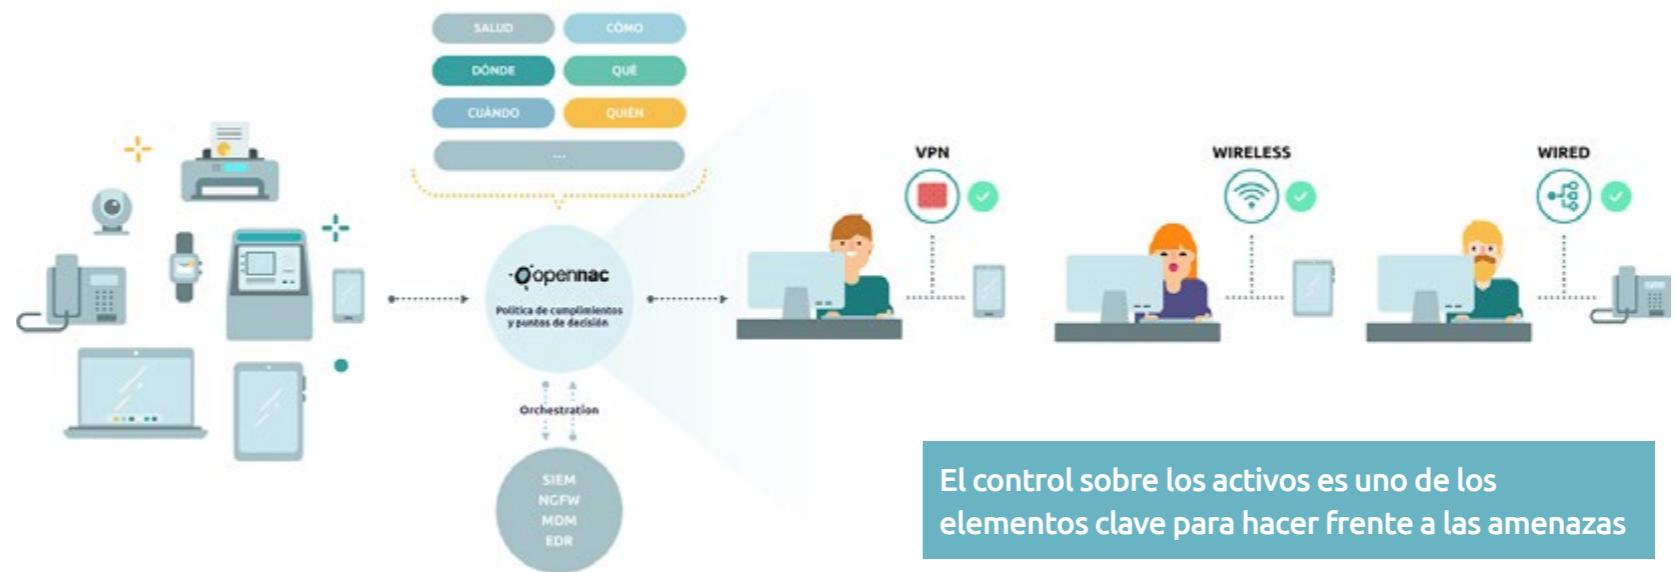 SALUD
CÓMO
DÓNDE
QUÉ
CUÁNDO
QUIÉN
...
VPN
WIRELESS
WIRED
opennac
Política de cumplimientos
y puntos de decisión
Orchestration
SIEM
NGFW
MDM
EDR
El control sobre los activos es uno de los
elementos clave para hacer frente a las amenazas